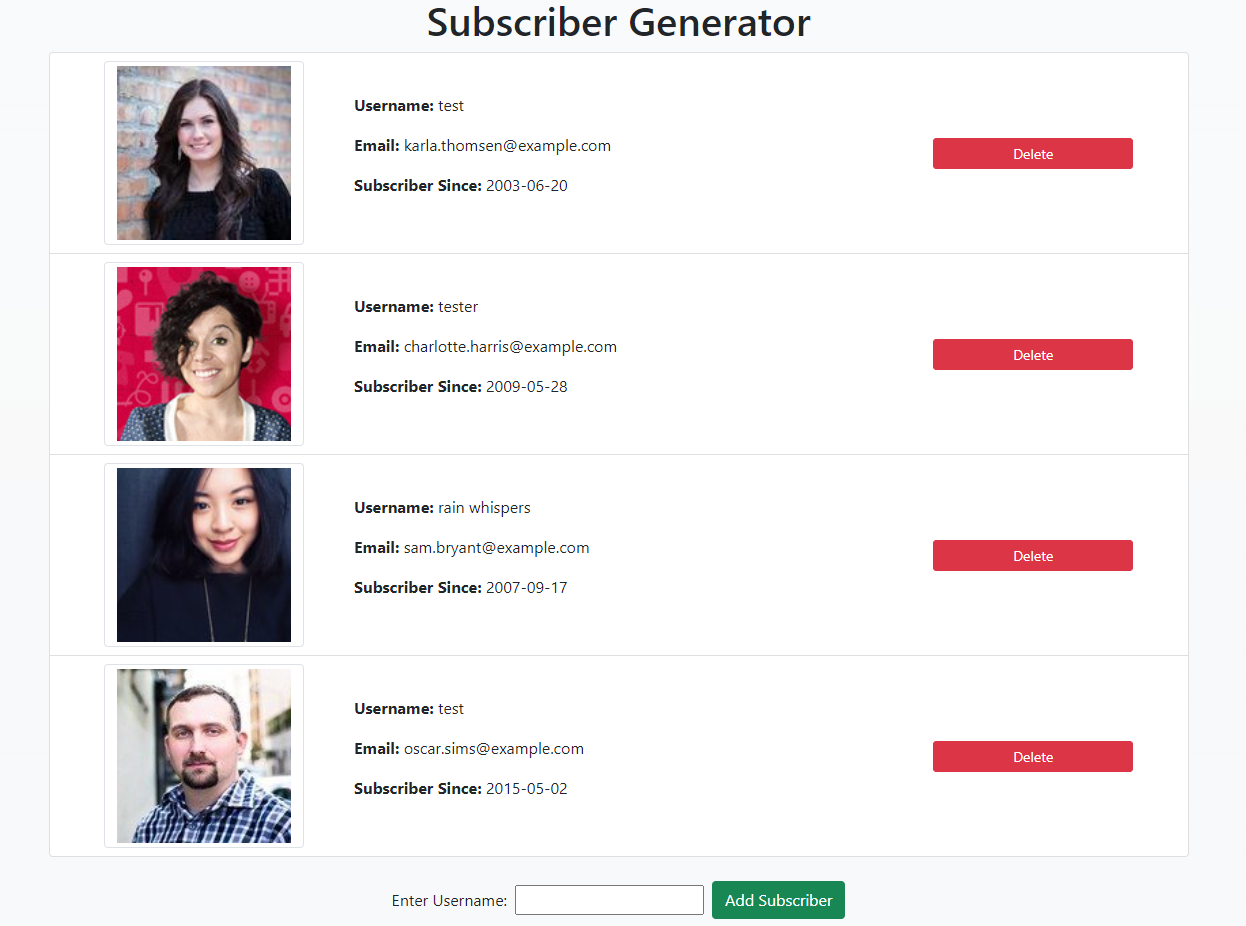 Subscriber Generator
Username: test
Email: karla.thomsen@example.com
Subscriber Since: 2003-06-20
Delete
Username: tester
Email: charlotte.harris@example.com
Subscriber Since: 2009-05-28
Delete
Username: rain whispers
Email: sam.bryant@example.com
Subscriber Since: 2007-09-17
Delete
Username: test
Email: oscar.sims@example.com
Subscriber Since: 2015-05-02
Delete
Enter Username: Add Subscriber